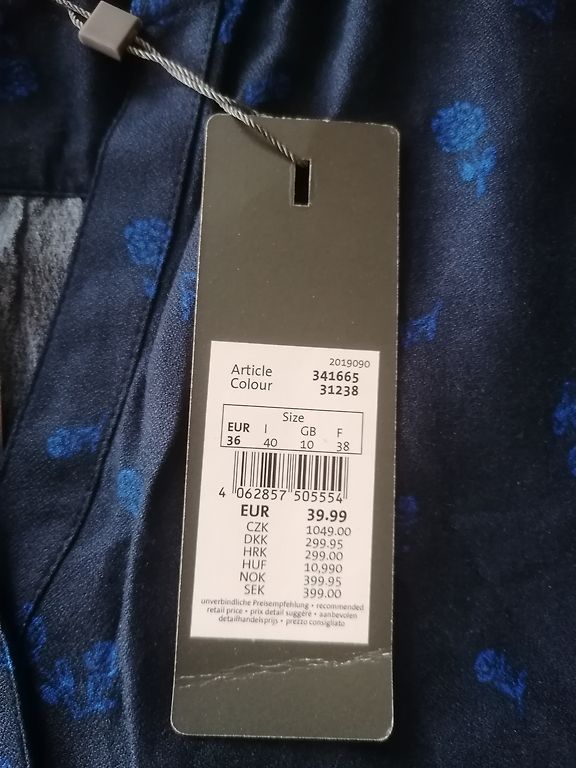 2019090
Article 341665
Colour 31238
Size
EUR I GB F
36 40 10 38
4 062857 505554
EUR 39.99
CZK 1049.00
DKK 299.95
HRK 299.00
HUF 10,990
NOK 399.95
SEK 399.00
unverbindliche Preisempfehlung • recommended
retail price • prix detail suggéré • aanbevolen
detailhandelsprijs • prezzo consigliato